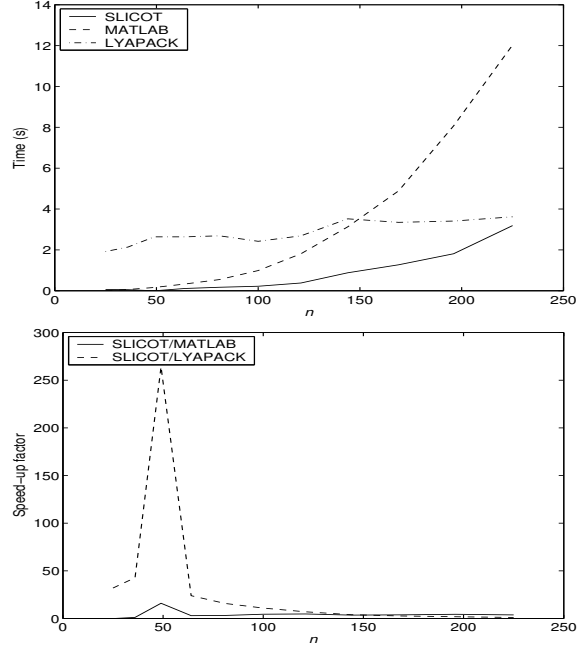 14
12
10
8
6
4
2
0
Time (s)
SLICOT
MATLAB
LYAPACK
0 50 100 150 200 250
n
300
250
200
150
100
50
0
Speed-up factor
SLICOT/MATLAB
SLICOT/LYAPACK
0 50 100 150 200 250
n